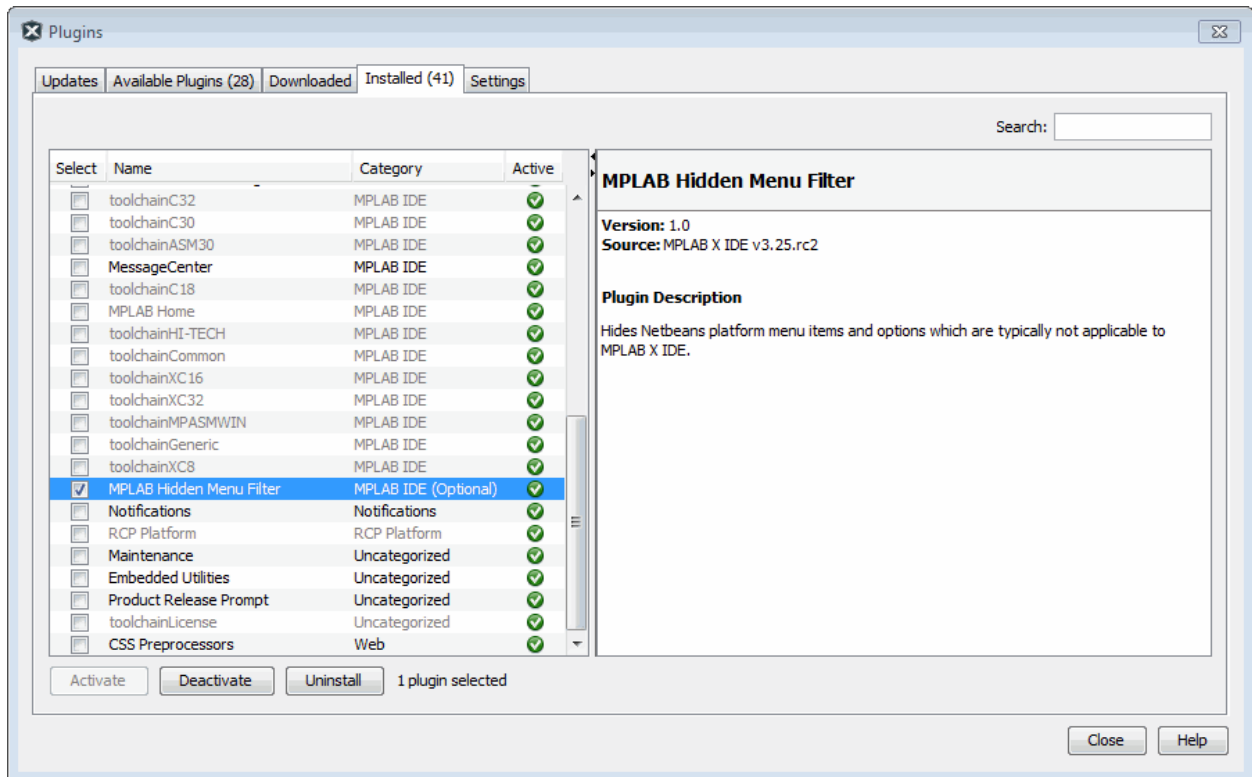 Plugins
Updates Available Plugins (28) Downloaded Installed (41) Settings
Search:
Select Name Category Active
toolchainC32 MPLAB IDE
toolchainC30 MPLAB IDE
toolchainASM30 MPLAB IDE
MessageCenter MPLAB IDE
toolchainC18 MPLAB IDE
MPLAB Home MPLAB IDE
toolchainHI-TECH MPLAB IDE
toolchainCommon MPLAB IDE
toolchainXC16 MPLAB IDE
toolchainXC32 MPLAB IDE
toolchainMPASMWIN MPLAB IDE
toolchainGeneric MPLAB IDE
toolchainXC8 MPLAB IDE
MPLAB Hidden Menu Filter MPLAB IDE (Optional)
Notifications Notifications
RCP Platform RCP Platform
Maintenance Uncategorized
Embedded Utilities Uncategorized
Product Release Prompt Uncategorized
toolchainLicense Uncategorized
CSS Preprocessors Web
MPLAB Hidden Menu Filter
Version: 1.0
Source: MPLAB X IDE v3.25.rc2
Plugin Description
Hides Netbeans platform menu items and options which are typically not applicable to
MPLAB X IDE.
Activate Deactivate Uninstall 1 plugin selected
Close Help